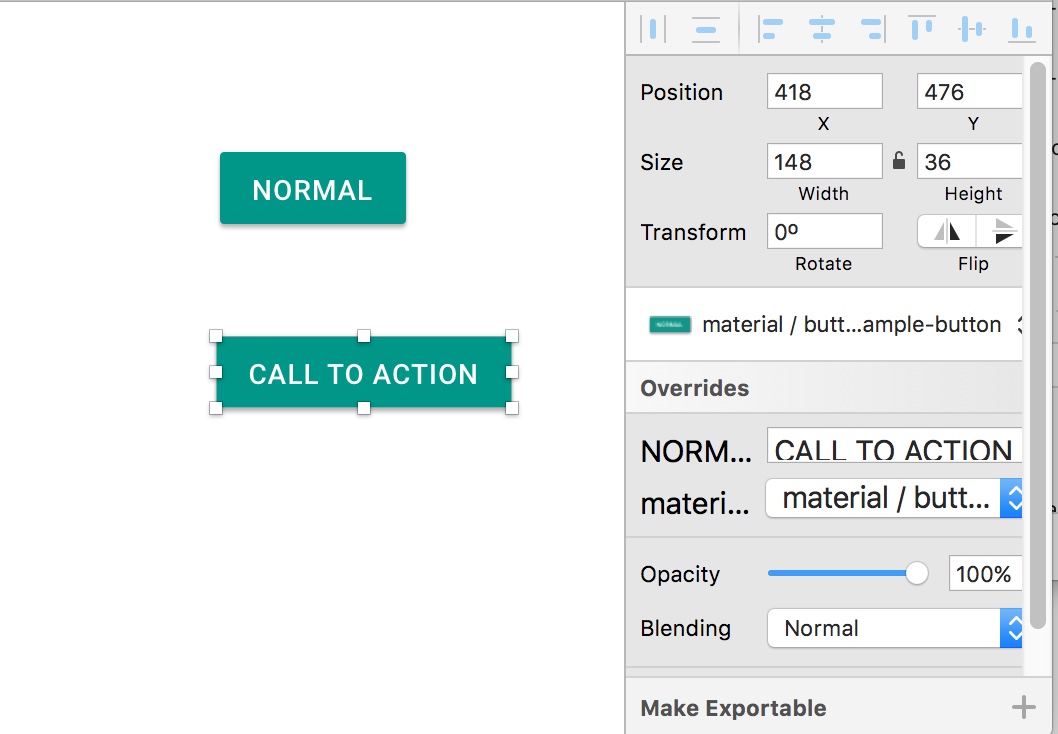 NORMAL
CALL TO ACTION
Position 418 476
X Y
Size 148 36
Width Height
Transform 0º
Rotate Flip
material / butt...ample-button
Overrides
NORM... CALL TO ACTION
materi... material / butt...
Opacity 100%
Blending Normal
Make Exportable